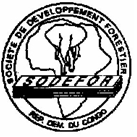 SOCIETE DE DEVELOPPEMENT FORESTIER
SODEFOR
REP. DEM. DU CONGO